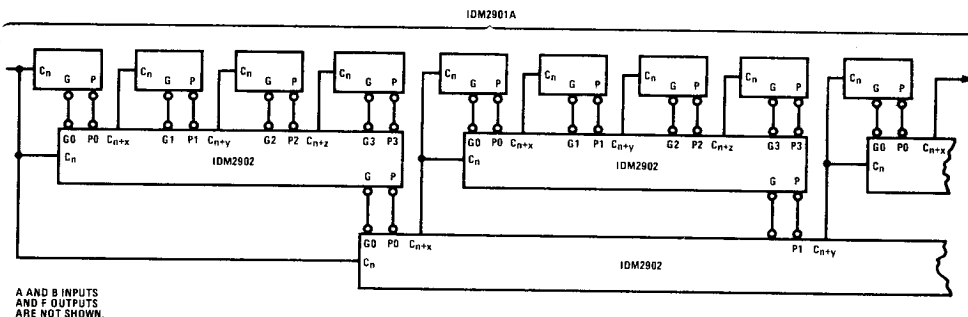 IDM2901A
Cn G P Cn G P Cn G P Cn G P Cn G P Cn G P Cn G P Cn G P Cn G P
G0 P0 Cn+x G1 P1 Cn+y G2 P2 Cn+z G3 P3 G0 P0 Cn+x G1 P1 Cn+y G2 P2 Cn+z G3 P3 G0 P0 Cn+x
Cn IDM2902 Cn IDM2902 Cn
G P G P
G0 P0 Cn+x P1 Cn+y
Cn IDM2902
A AND B INPUTS
AND F OUTPUTS
ARE NOT SHOWN.